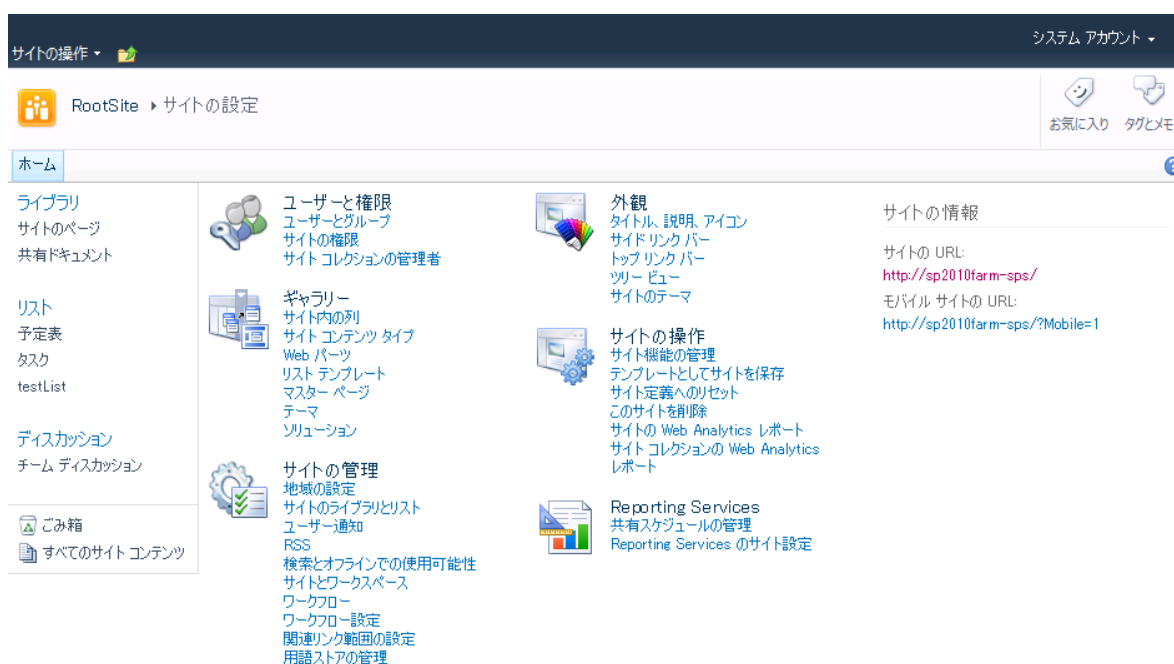 システム アカウント
サイトの操作
RootSite ▸ サイトの設定
お気に入り
タグとメモ
ホーム
ライブラリ
サイトのページ
共有ドキュメント
リスト
予定表
タスク
testList
ディスカッション
チーム ディスカッション
ごみ箱
すべてのサイト コンテンツ
ユーザーと権限
ユーザーとグループ
サイトの権限
サイト コレクションの管理者
ギャラリー
サイト内の列
サイト コンテンツ タイプ
Web パーツ
リスト テンプレート
マスター ページ
テーマ
ソリューション
サイトの管理
地域の設定
サイトのライブラリとリスト
ユーザー通知
RSS
検索とオフラインでの使用可能性
サイトとワークスペース
ワークフロー
ワークフロー設定
関連リンク範囲の設定
用語ストアの管理
外観
タイトル、説明、アイコン
サイド リンク バー
トップ リンク バー
ツリー ビュー
サイトのテーマ
サイトの操作
サイト機能の管理
テンプレートとしてサイトを保存
サイト定義へのリセット
このサイトを削除
サイトの Web Analytics レポート
サイト コレクションの Web Analytics
レポート
Reporting Services
共有スケジュールの管理
Reporting Services のサイト設定
サイトの情報
サイトの URL:
http://sp2010farm-sps/
モバイル サイトの URL:
http://sp2010farm-sps/?Mobile=1